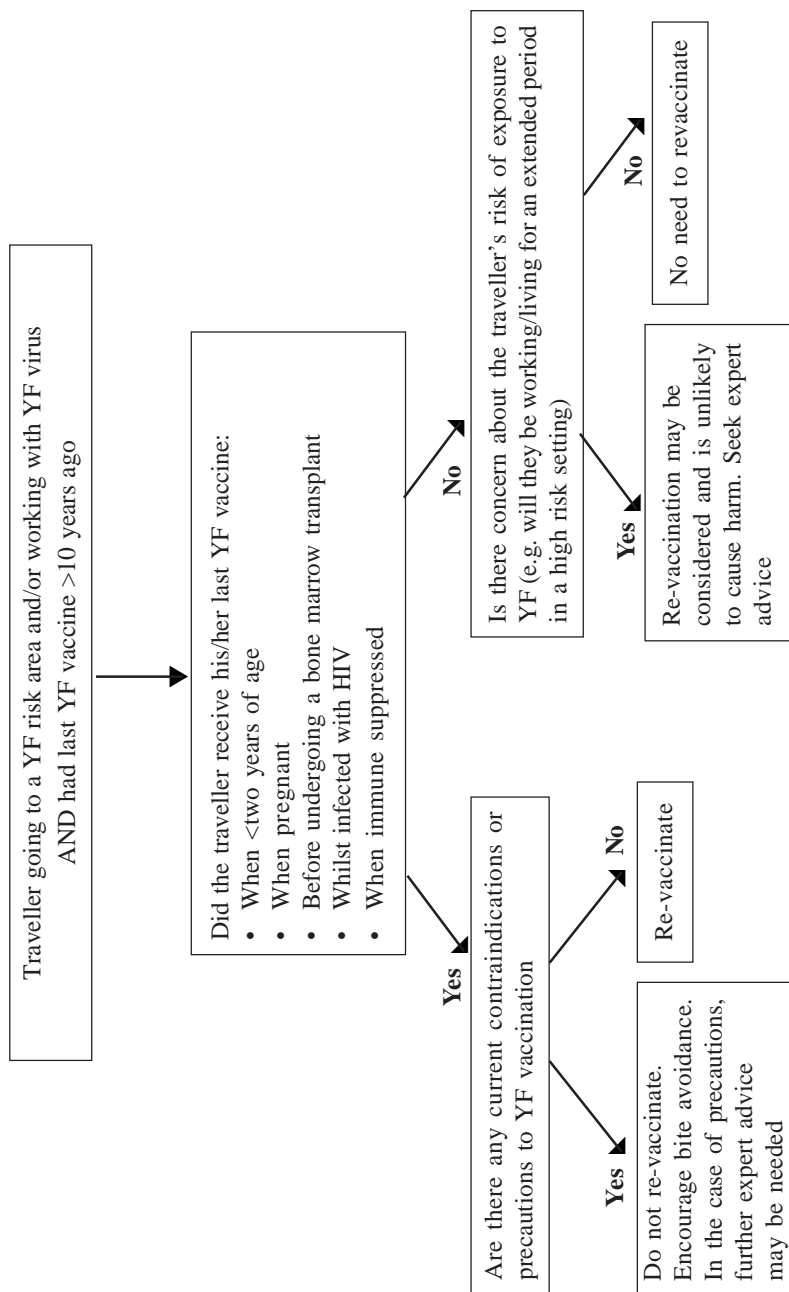 Traveller going to a YF risk area and/or working with YF virus
AND had last YF vaccine >10 years ago
Did the traveller receive his/her last YF vaccine:
• When <two years of age
• When pregnant
• Before undergoing a bone marrow transplant
• Whilst infected with HIV
• When immune suppressed
Yes
No
Are there any current contraindications or
precautions to YF vaccination
Is there concern about the traveller’s risk of exposure to
YF (e.g. will they be working/living for an extended period
in a high risk setting)
Yes
No
Yes
No
Do not re-vaccinate.
Encourage bite avoidance.
In the case of precautions,
further expert advice
may be needed
Re-vaccinate
Re-vaccination may be
considered and is unlikely
to cause harm. Seek expert
advice
No need to revaccinate